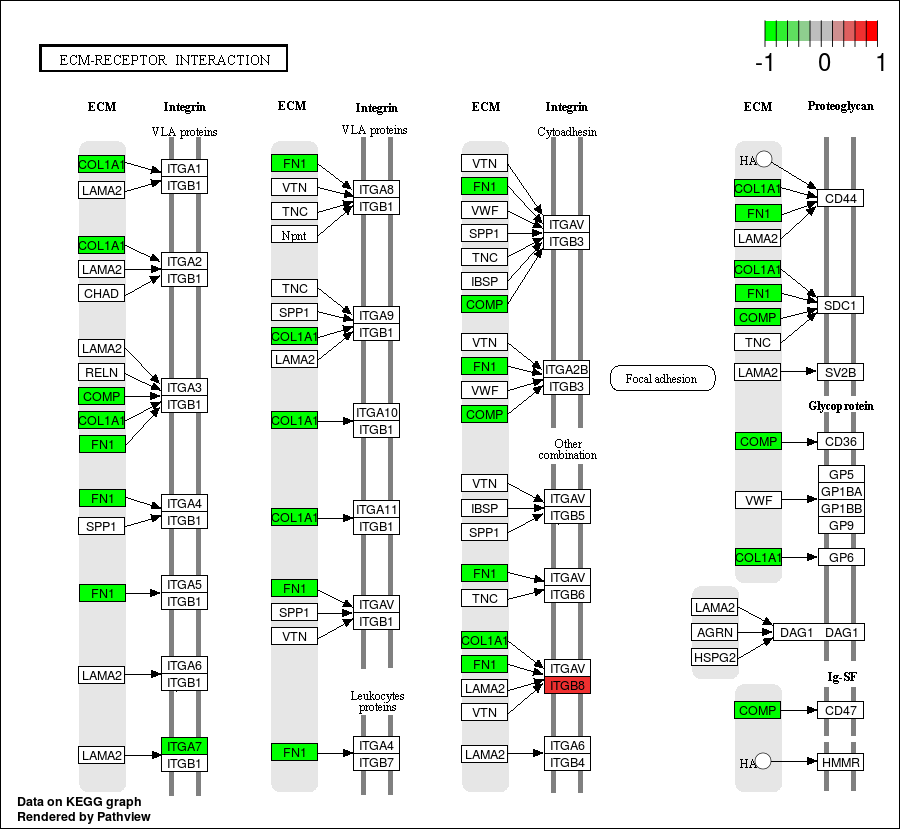 ECM-RECEPTOR INTERACTION
-1 0 1
ECM
Integrin
VLA proteins
COL1A1
LAMA2
ITGA1
ITGB1
COL1A1
LAMA2
CHAD
ITGA2
ITGB1
LAMA2
RELN
COMP
COL1A1
FN1
ITGA3
ITGB1
FN1
SPP1
ITGA4
ITGB1
FN1
ITGA5
ITGB1
LAMA2
ITGA6
ITGB1
LAMA2
ITGA7
ITGB1
ECM
Integrin
VLA proteins
FN1
VTN
TNC
Npnt
ITGA8
ITGB1
TNC
SPP1
COL1A1
LAMA2
ITGA9
ITGB1
COL1A1
ITGA10
ITGB1
COL1A1
ITGA11
ITGB1
FN1
SPP1
VTN
ITGAV
ITGB1
Leukocytes
proteins
FN1
ITGA4
ITGB7
ECM
Integrin
Cytoadhesin
VTN
FN1
VWF
SPP1
TNC
IBSP
COMP
ITGAV
ITGB3
VTN
FN1
VWF
COMP
ITGA2B
ITGB3
Other
combination
VTN
IBSP
SPP1
ITGAV
ITGB5
FN1
TNC
ITGAV
ITGB6
COL1A1
FN1
LAMA2
VTN
ITGAV
ITGB8
LAMA2
ITGA6
ITGB4
Focal adhesion
ECM
Proteoglycan
HA
COL1A1
FN1
LAMA2
CD44
COL1A1
FN1
COMP
TNC
SDC1
LAMA2
SV2B
Glycoprotein
COMP
CD36
VWF
GP5
GP1BA
GP1BB
GP9
COL1A1
GP6
LAMA2
AGRN
HSPG2
DAG1 DAG1
Ig-SF
COMP
CD47
HA
HMMR
Data on KEGG graph
Rendered by Pathview